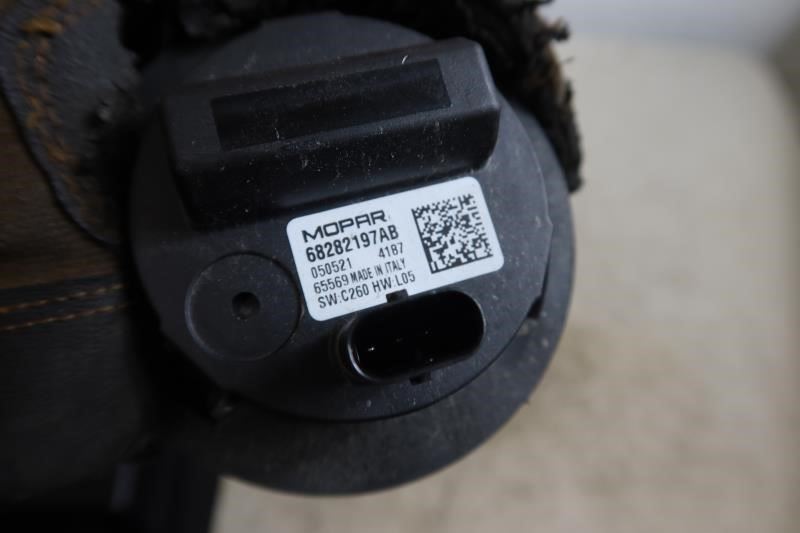 MOPAR
68282197AB
050521 4187
65569 MADE IN ITALY
SW:C260 HW:L05